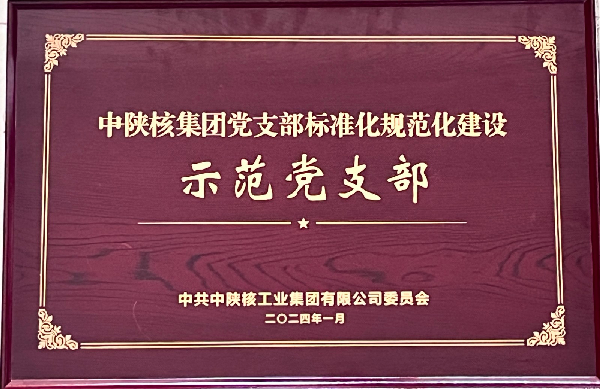 中陕核集团党支部标准化规范化建设
示范党支部
中共中陕核工业集团有限公司委员会
二〇二四年一月